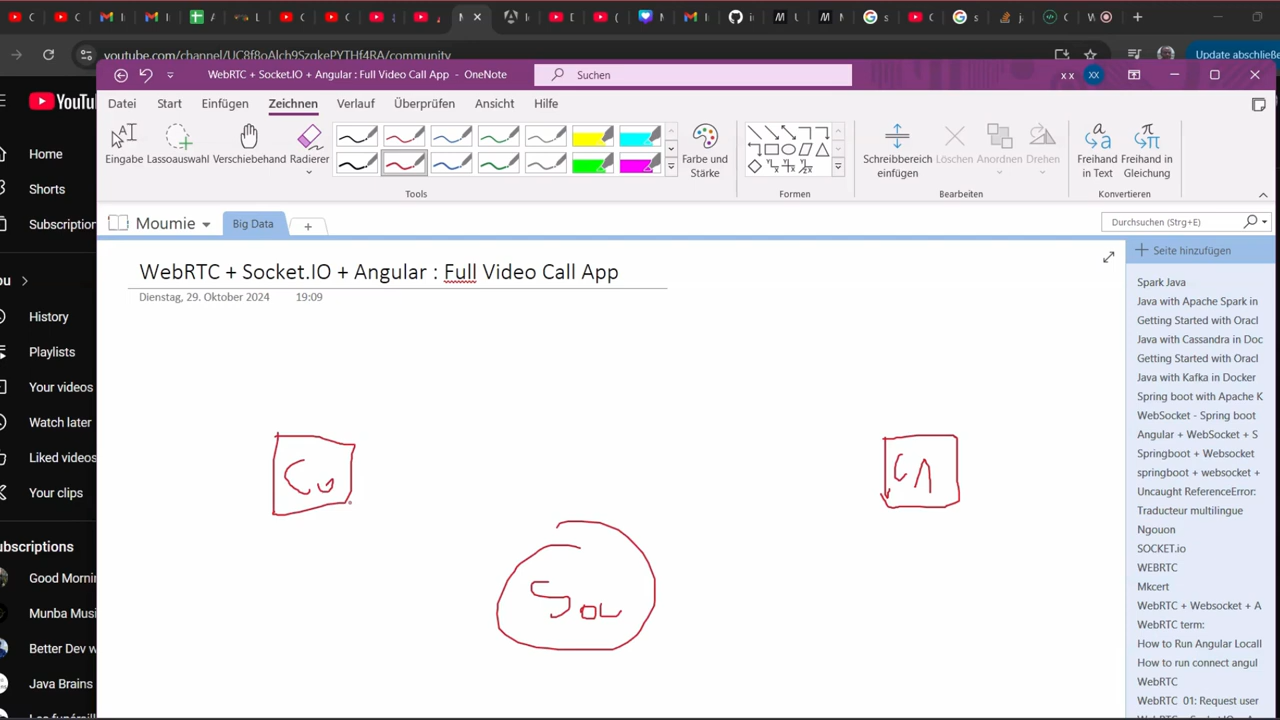 youtube.com/channel/UC8f8oAlch9SzqkePYTHf4RA/community
Update abschließe
WebRTC + Socket.IO + Angular : Full Video Call App - OneNote
Suchen
x x
XX
Datei Start Einfügen Zeichnen Verlauf Überprüfen Ansicht Hilfe
Eingabe Lassoauswahl Verschiebehand Radierer
Farbe und Stärke
Schreibbereich einfügen
Löschen Anordnen Drehen
Freihand in Text
Freihand in Gleichung
Tools Formen Bearbeiten Konvertieren
YouTu
Home
Shorts
Subscription
ou
History
Playlists
Your videos
Watch later
Liked videos
Your clips
ubscriptions
Good Mornin
Munba Musi
Better Dev w
Java Brains
Moumie
Big Data
Durchsuchen (Strg+E)
WebRTC + Socket.IO + Angular : Full Video Call App
Dienstag, 29. Oktober 2024 19:09
Seite hinzufügen
Spark Java
Java with Apache Spark in
Getting Started with Oracl
Java with Cassandra in Doc
Getting Started with Oracl
Java with Kafka in Docker
Spring boot with Apache K
WebSocket - Spring boot
Angular + WebSocket + S
Springboot + Websocket
springboot + websocket +
Uncaught ReferenceError:
Traducteur multilingue
Ngouon
SOCKET.io
WEBRTC
Mkcert
WebRTC + Websocket + A
WebRTC term:
How to Run Angular Locall
How to run connect angul
WebRTC
WebRTC 01: Request user